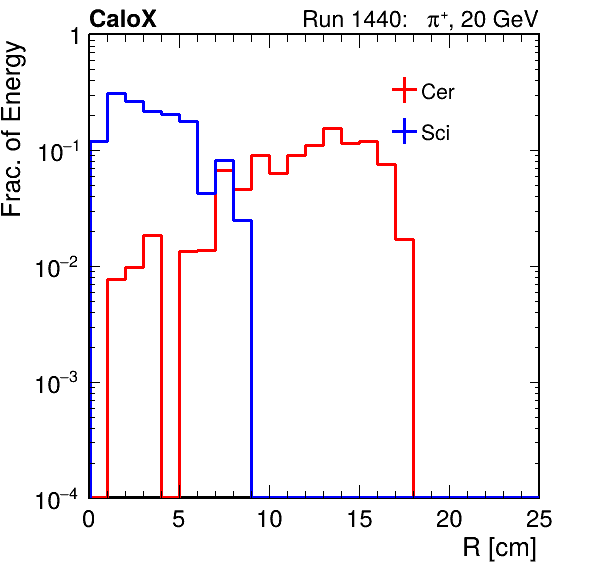 CaloX Run 1440: π⁺, 20 GeV
Frac. of Energy
1
10⁻¹
10⁻²
10⁻³
10⁻⁴
Cer
Sci
0 5 10 15 20 25
R [cm]